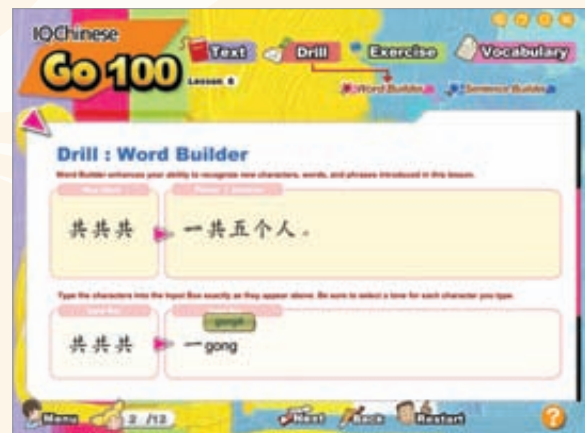 IQChinese
Go 100
Lesson 6
Text Drill Exercise Vocabulary
Word Builder Sentence Builder
Drill : Word Builder
Word Builder enhances your ability to recognize new characters, words, and phrases introduced in this lesson.
共共共 一共五个人。
Type the characters into the Input Box exactly as they appear above. Be sure to select a tone for each character you type.
gong4
共共共 一gong
Menu 2 /12 Next Back Restart ?